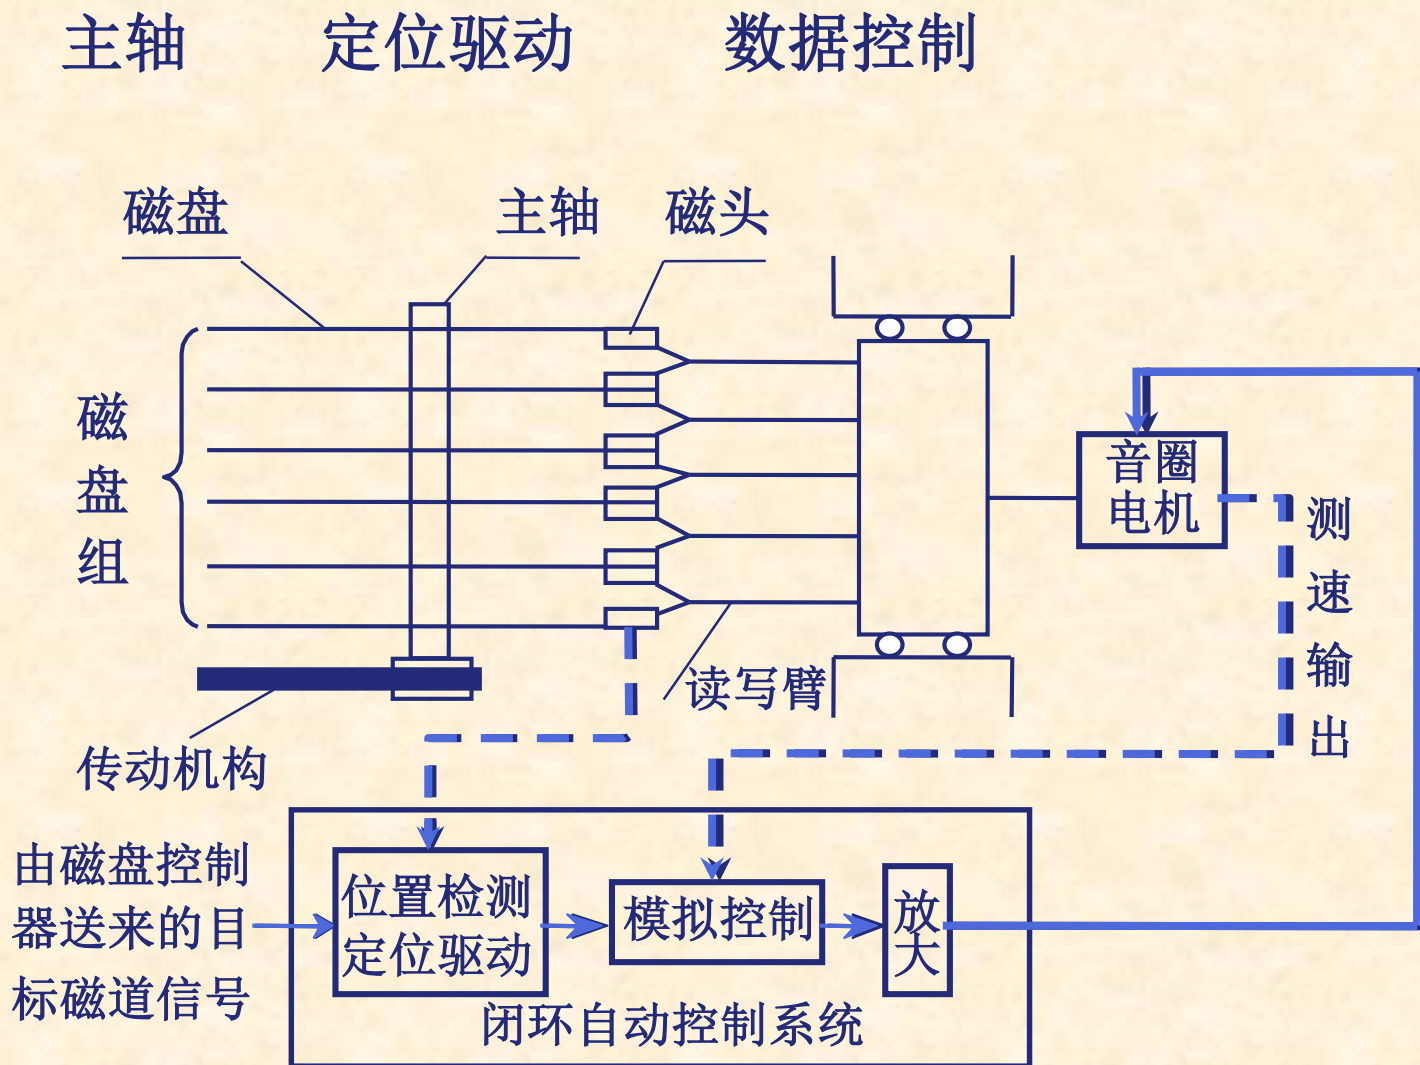 主轴 定位驱动 数据控制
磁盘 主轴 磁头
磁盘组
音圈
电机
测速输出
读写臂
传动机构
由磁盘控制
器送来的目
标磁道信号
位置检测
定位驱动
模拟控制
放大
闭环自动控制系统